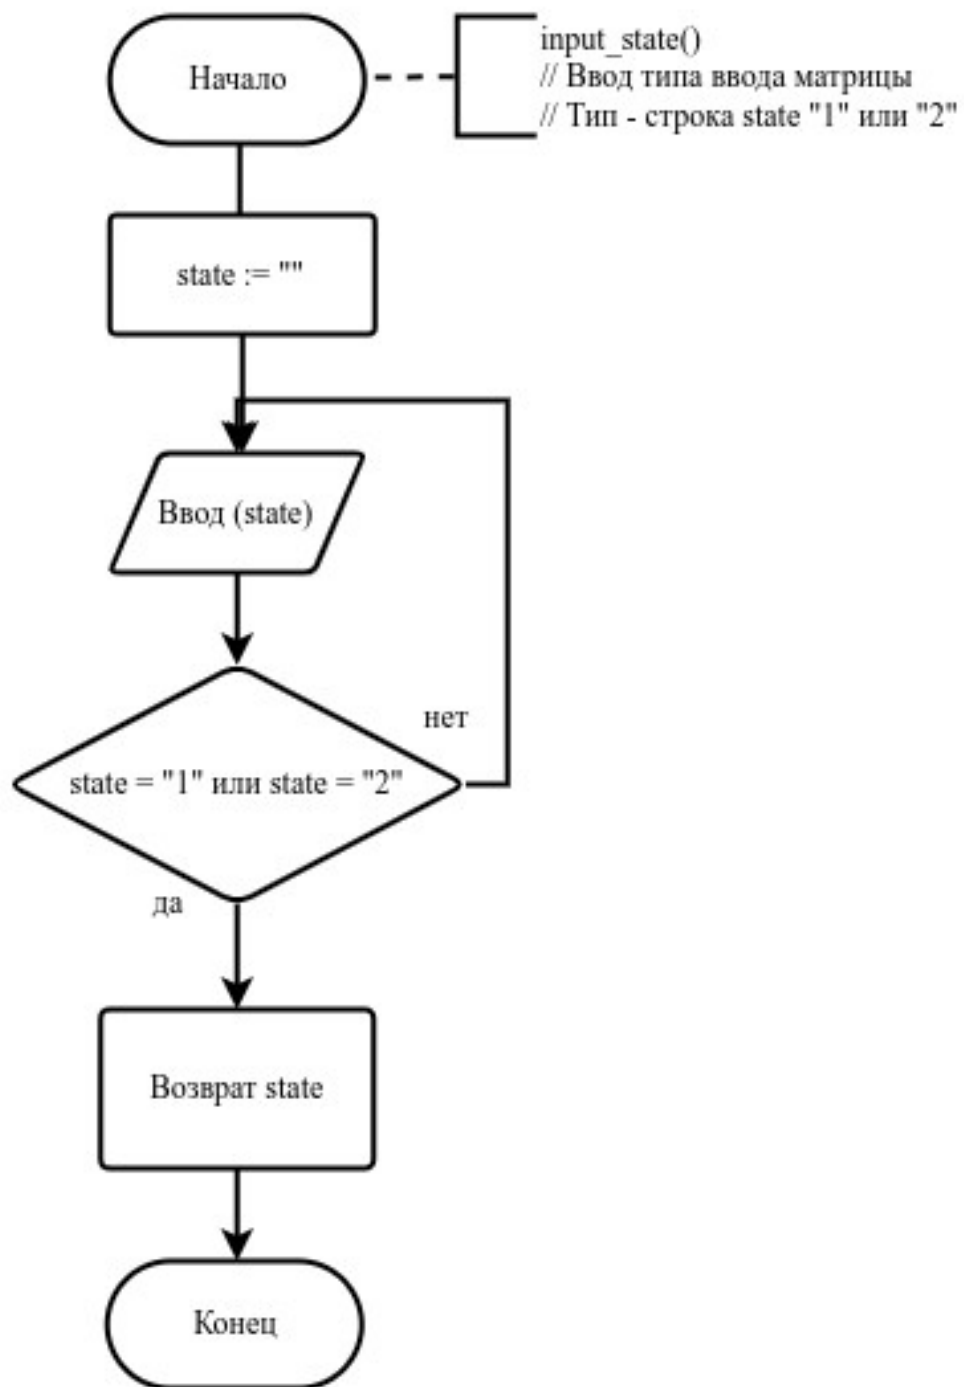 Начало
input_state()
// Ввод типа ввода матрицы
// Тип - строка state "1" или "2"
state := ""
Ввод (state)
нет
state = "1" или state = "2"
да
Возврат state
Конец